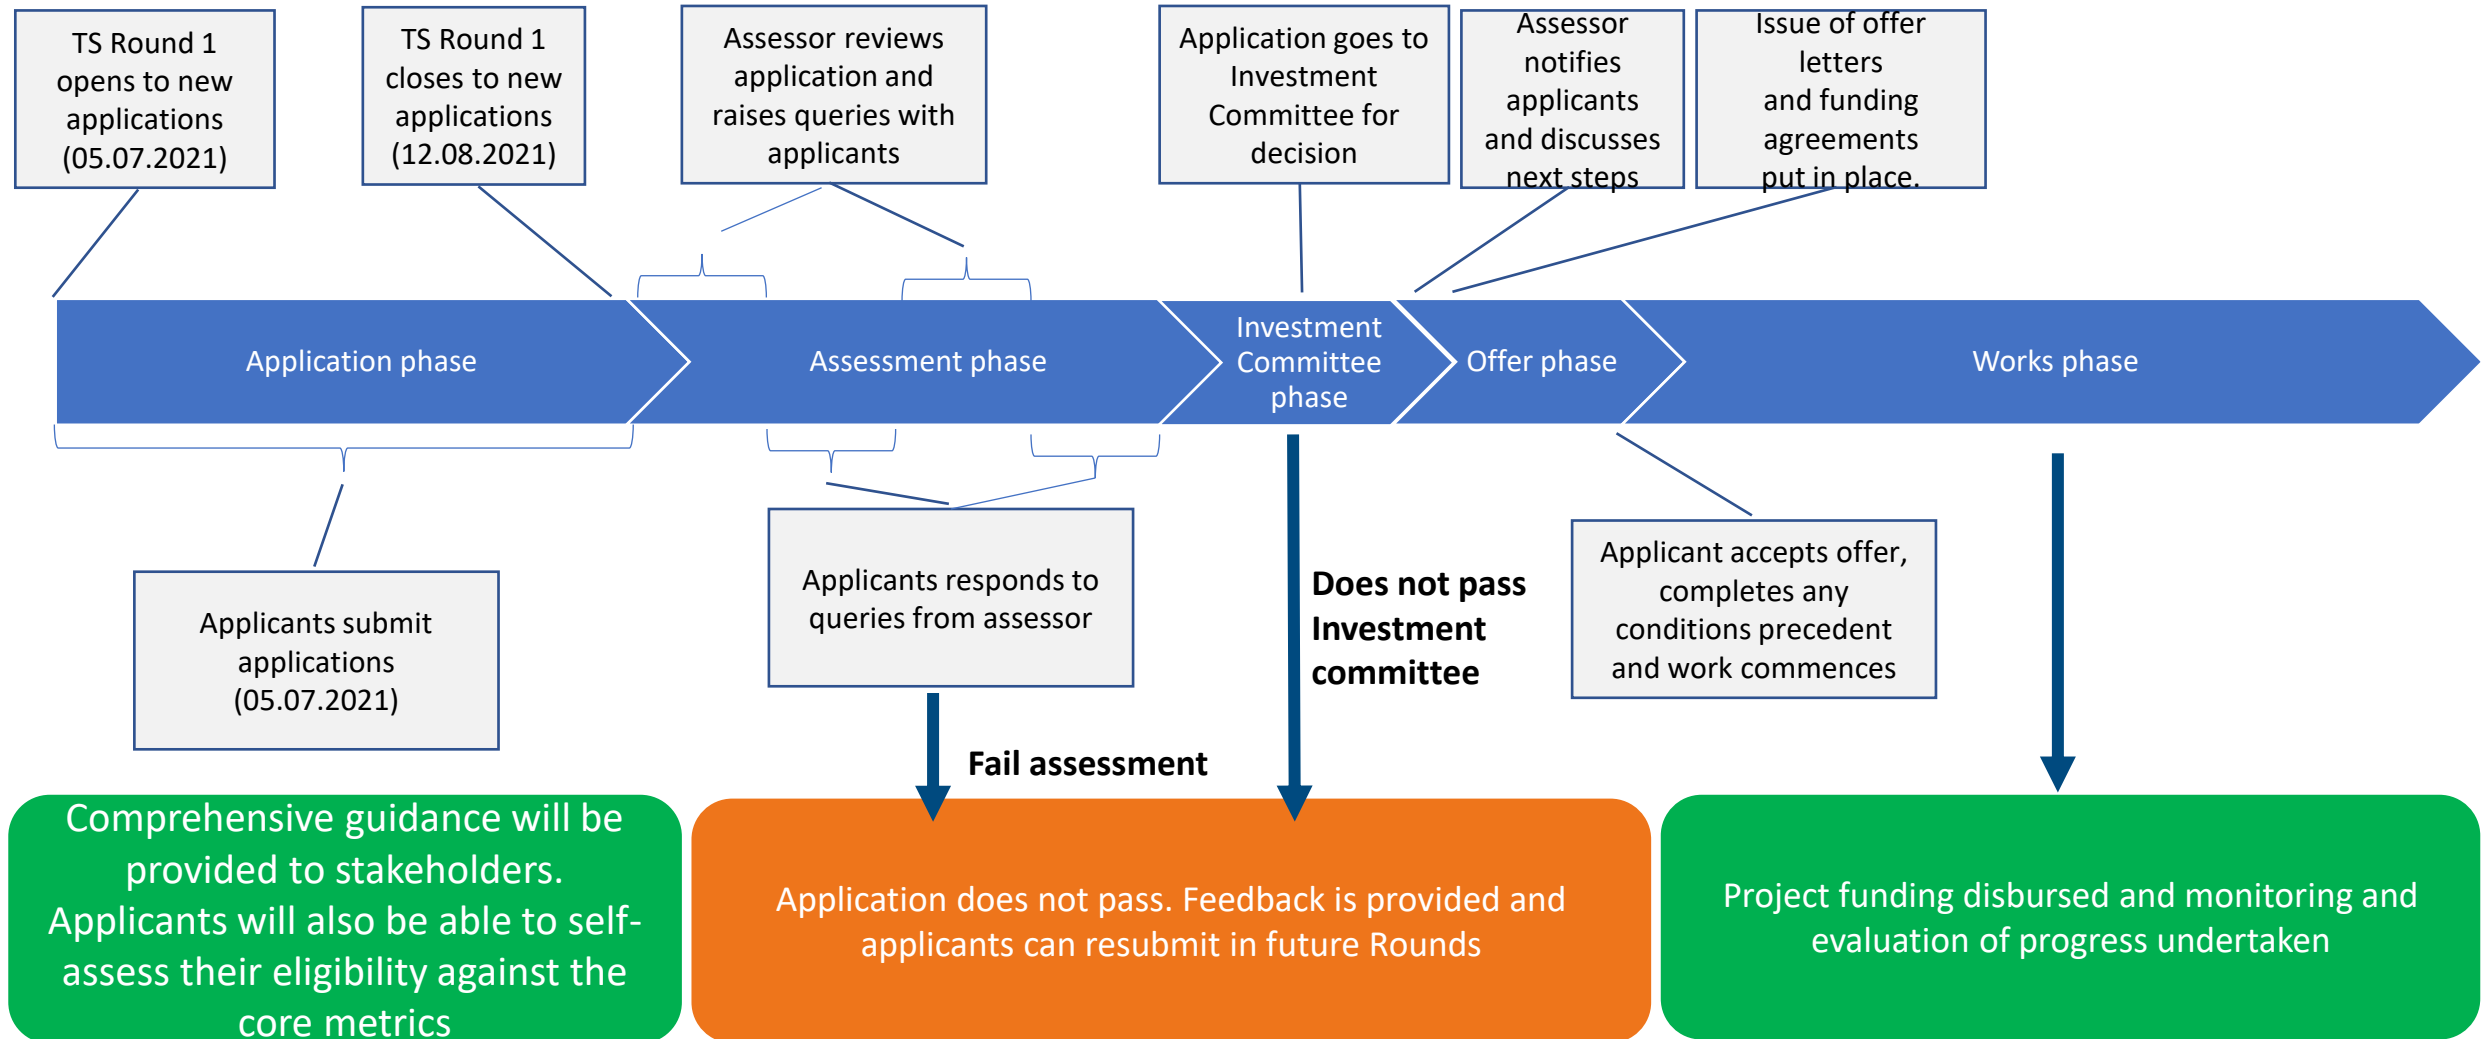 TS Round 1
opens to new
applications
(05.07.2021)
TS Round 1
closes to new
applications
(12.08.2021)
Assessor reviews
application and
raises queries with
applicants
Application goes to
Investment
Committee for
decision
Assessor
notifies
applicants
and discusses
next steps
Issue of offer
letters
and funding
agreements
put in place.
Application phase
Assessment phase
Investment
Committee
phase
Offer phase
Works phase
Applicants submit
applications
(05.07.2021)
Applicants responds to
queries from assessor
Does not pass
Investment
committee
Applicant accepts offer,
completes any
conditions precedent
and work commences
Fail assessment
Comprehensive guidance will be
provided to stakeholders.
Applicants will also be able to self-
assess their eligibility against the
core metrics
Application does not pass. Feedback is provided and
applicants can resubmit in future Rounds
Project funding disbursed and monitoring and
evaluation of progress undertaken